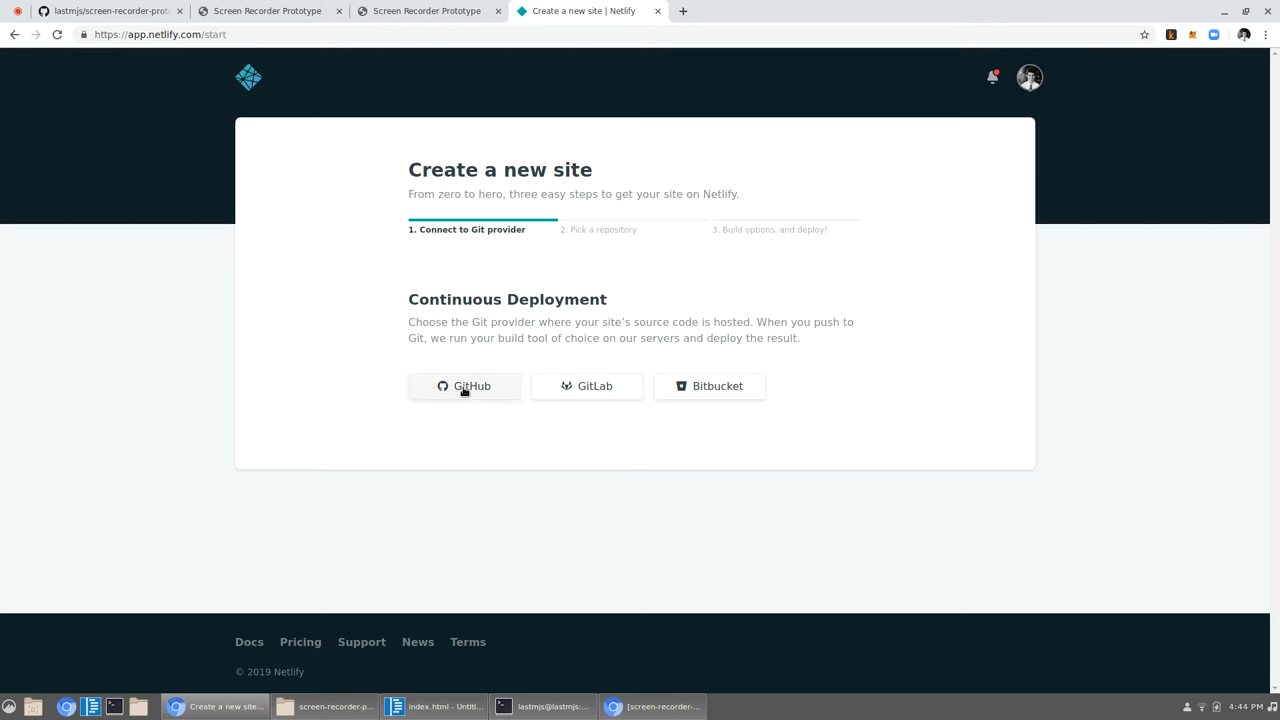 lastmjs/screen-recorder-prot
Screen Recorder Prototype
Screen Recorder Prototype
Create a new site | Netlify
https://app.netlify.com/start
Create a new site
From zero to hero, three easy steps to get your site on Netlify.
1. Connect to Git provider
2. Pick a repository
3. Build options, and deploy!
Continuous Deployment
Choose the Git provider where your site's source code is hosted. When you push to
Git, we run your build tool of choice on our servers and deploy the result.
GitHub
GitLab
Bitbucket
Docs Pricing Support News Terms
© 2019 Netlify
Create a new site...
screen-recorder-p...
index.html - Untitl...
lastmjs@lastmjs:...
[screen-recorder-...
4:44 PM